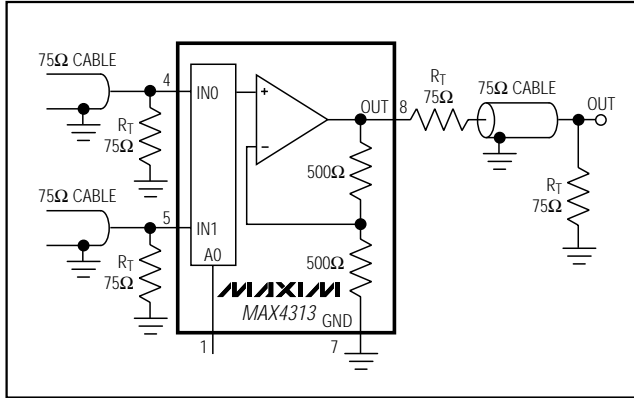 75Ω CABLE
4
IN0
RT
75Ω
75Ω CABLE
5
IN1
RT
75Ω
A0
1
+
-
OUT
8
500Ω
500Ω
MAXIM
MAX4313
GND
7
RT
75Ω
75Ω CABLE
OUT
RT
75Ω